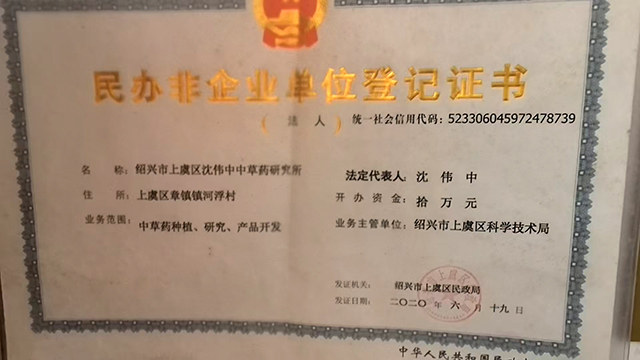 民办非企业单位登记证书
（法人） 统一社会信用代码：523306045972478739
名称：绍兴市上虞区沈伟中中草药研究所 法定代表人：沈伟中
住所：上虞区章镇镇河浮村 开办资金：拾万元
业务范围：中草药种植、研究、产品开发 业务主管单位：绍兴市上虞区科学技术局
发证机关：绍兴市上虞区民政局
发证日期：二〇二〇年六月十九日
中华人民共和国民